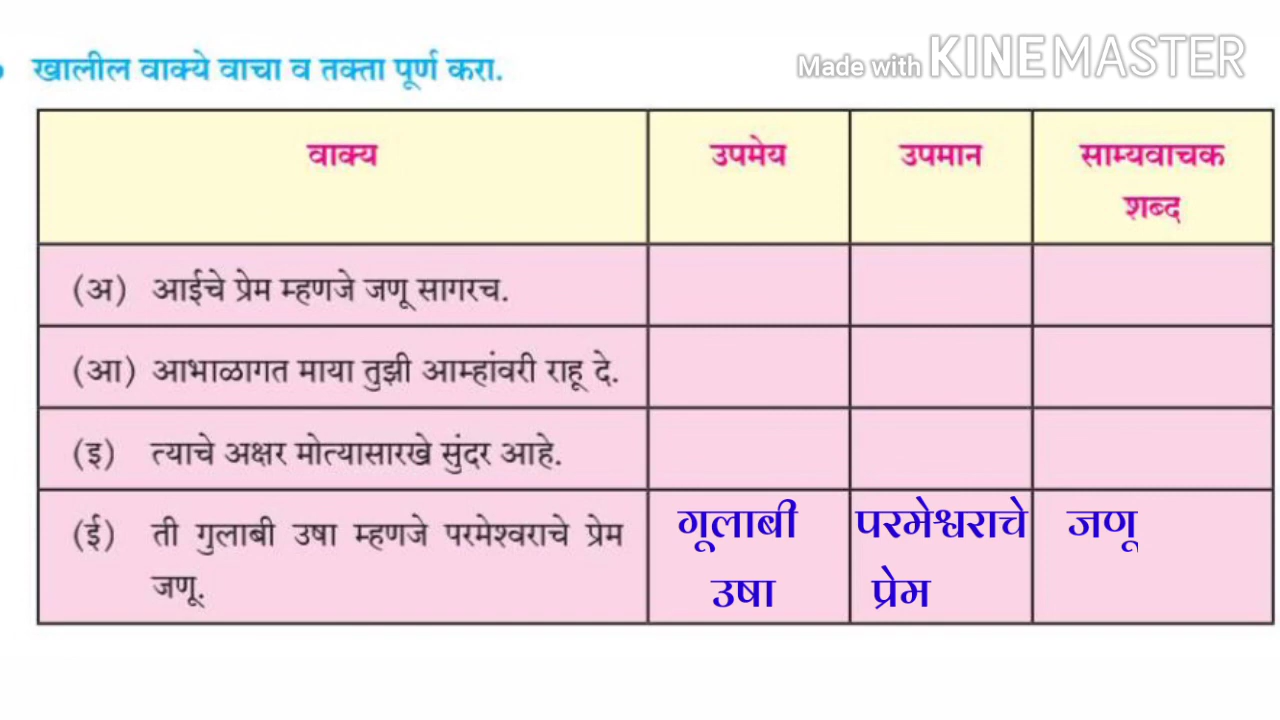 Made with KINEMASTER
खालील वाक्ये वाचा व तक्ता पूर्ण करा.
वाक्य उपमेय उपमान साम्यवाचक
शब्द
(अ) आईचे प्रेम म्हणजे जणू सागरच.
(आ) आभाळागत माया तुझी आम्हांवरी राहू दे.
(इ) त्याचे अक्षर मोत्यासारखे सुंदर आहे.
(ई) ती गुलाबी उषा म्हणजे परमेश्वराचे प्रेम
जणू.
गूलाबी
उषा
परमेश्वराचे
प्रेम
जणू